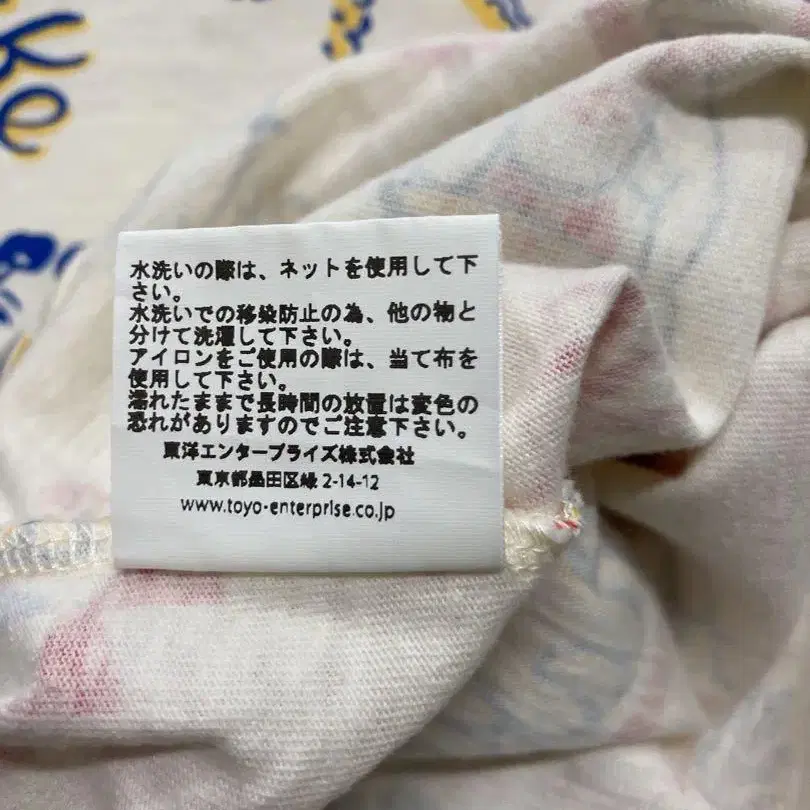 ke
水洗いの際は、ネットを使用して下
さい。
水洗いでの移染防止の為、他の物と
分けて洗濯して下さい。
アイロンをご使用の際は、当て布を
使用して下さい。
濡れたままで長時間の放置は変色の
恐れがありますのでご注意下さい。
東洋エンタープライズ株式会社
東京都墨田区緑 2-14-12
www.toyo-enterprise.co.jp